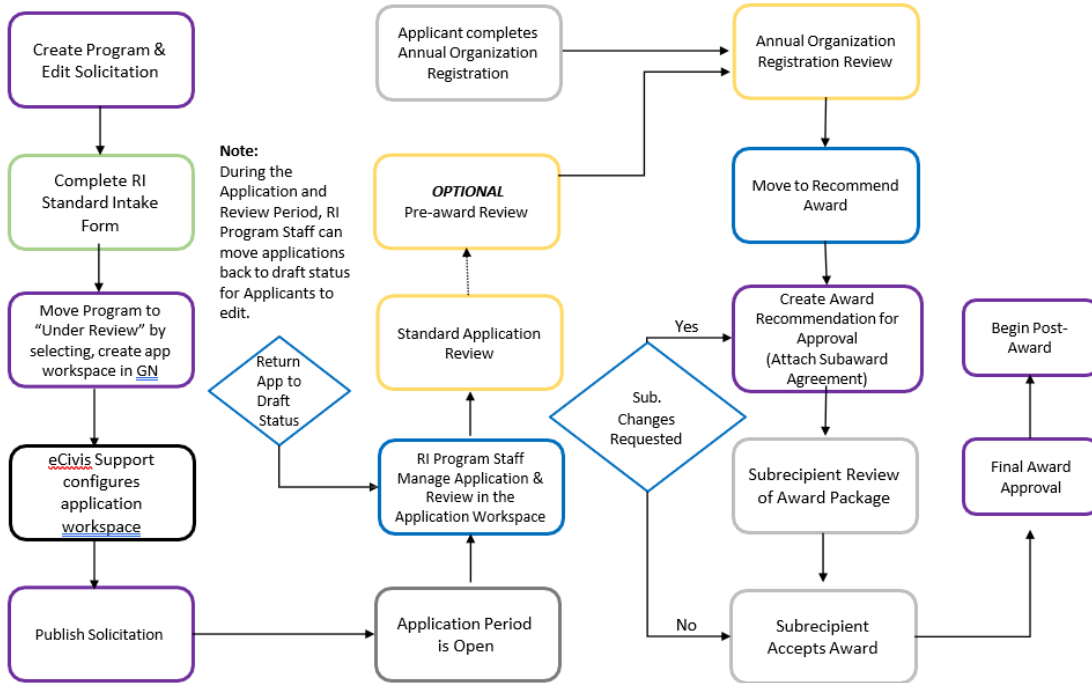 Create Program &
Edit Solicitation
Complete RI
Standard Intake
Form
Move Program to
“Under Review” by
selecting, create app
workspace in GN
eCivis Support
configures
application
workspace
Publish Solicitation
Note:
During the
Application and
Review Period, RI
Program Staff can
move applications
back to draft status
for Applicants to
edit.
Return
App to
Draft
Status
Applicant completes
Annual Organization
Registration
OPTIONAL
Pre-award Review
Standard Application
Review
RI Program Staff
Manage Application &
Review in the
Application Workspace
Application Period
is Open
Yes
Sub.
Changes
Requested
No
Annual Organization
Registration Review
Move to Recommend
Award
Create Award
Recommendation for
Approval
(Attach Subaward
Agreement)
Subrecipient Review
of Award Package
Subrecipient
Accepts Award
Begin Post-
Award
Final Award
Approval